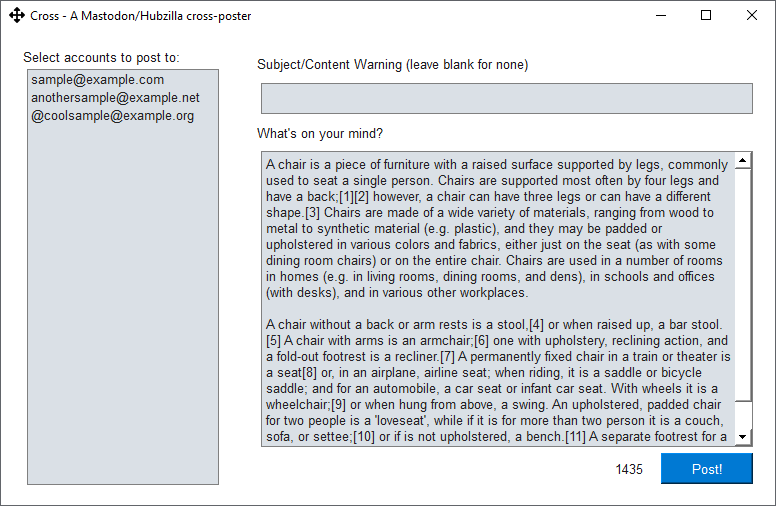 Cross - A Mastodon/Hubzilla cross-poster
Select accounts to post to:
sample@example.com
anothersample@example.net
@coolsample@example.org
Subject/Content Warning (leave blank for none)
What's on your mind?
A chair is a piece of furniture with a raised surface supported by legs, commonly
used to seat a single person. Chairs are supported most often by four legs and
have a back;[1][2] however, a chair can have three legs or can have a different
shape.[3] Chairs are made of a wide variety of materials, ranging from wood to
metal to synthetic material (e.g. plastic), and they may be padded or
upholstered in various colors and fabrics, either just on the seat (as with some
dining room chairs) or on the entire chair. Chairs are used in a number of rooms
in homes (e.g. in living rooms, dining rooms, and dens), in schools and offices
(with desks), and in various other workplaces.
A chair without a back or arm rests is a stool,[4] or when raised up, a bar stool.
[5] A chair with arms is an armchair;[6] one with upholstery, reclining action, and
a fold-out footrest is a recliner.[7] A permanently fixed chair in a train or theater is
a seat[8] or, in an airplane, airline seat; when riding, it is a saddle or bicycle
saddle; and for an automobile, a car seat or infant car seat. With wheels it is a
wheelchair;[9] or when hung from above, a swing. An upholstered, padded chair
for two people is a 'loveseat', while if it is for more than two person it is a couch,
sofa, or settee;[10] or if is not upholstered, a bench.[11] A separate footrest for a
1435
Post!